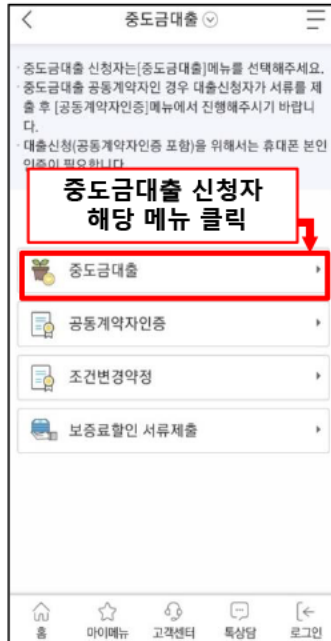 중도금대출
· 중도금대출 신청자는[중도금대출]메뉴를 선택해주세요.
· 중도금대출 공동계약자인 경우 대출신청자가 서류를 제
출 후 [공동계약자인증]메뉴에서 진행해주시기 바랍니
다.
· 대출신청(공동계약자인증 포함)을 위해서는 휴대폰 본인
인증이 필요합니다
중도금대출 신청자
해당 메뉴 클릭
중도금대출
공동계약자인증
조건변경약정
보증료할인 서류제출
홈 마이메뉴 고객센터 톡상담 로그인